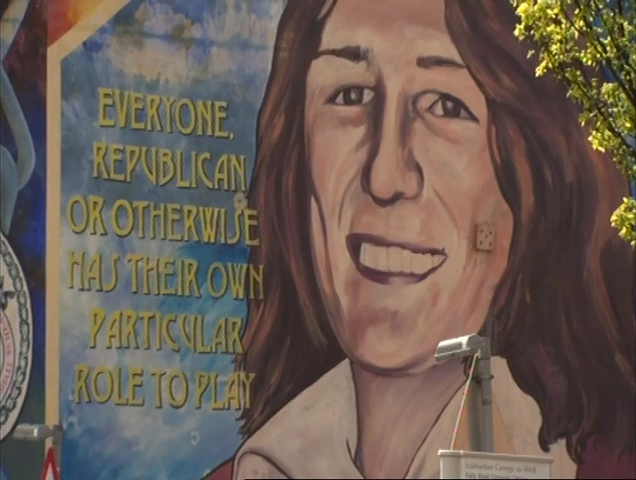 EVERYONE,
REPUBLICAN
OR OTHERWISE
HAS THEIR OWN
PARTICULAR
ROLE TO PLAY